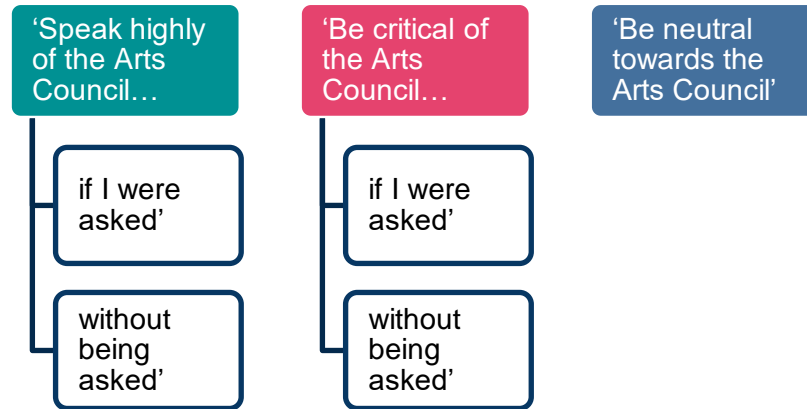 ‘Speak highly
of the Arts
Council…
if I were
asked’
without
being
asked’
‘Be critical of
the Arts
Council…
if I were
asked’
without
being
asked’
‘Be neutral
towards the
Arts Council’